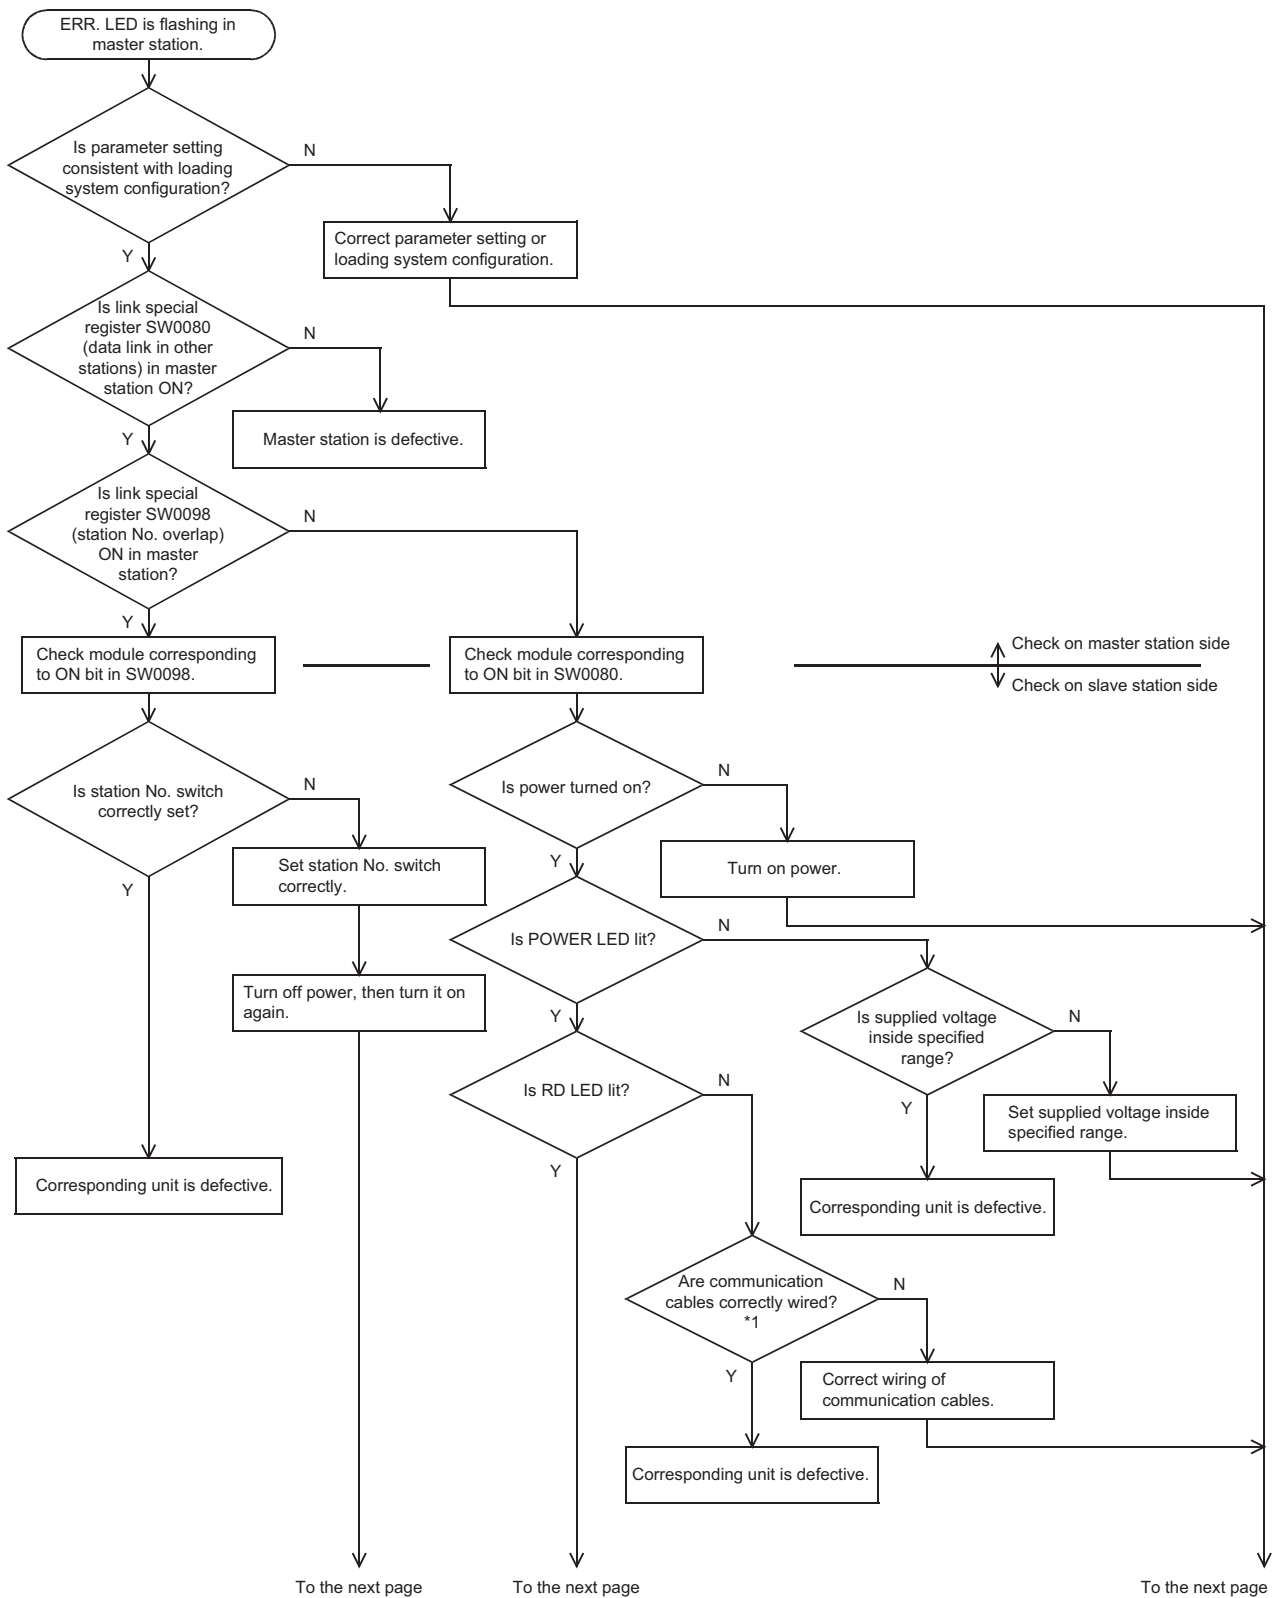 ERR. LED is flashing in
master station.
Is parameter setting
consistent with loading
system configuration?
N
Y
Correct parameter setting or
loading system configuration.
Is link special
register SW0080
(data link in other
stations) in master
station ON?
N
Y
Master station is defective.
Is link special
register SW0098
(station No. overlap)
ON in master
station?
N
Y
Check module corresponding
to ON bit in SW0098.
Check module corresponding
to ON bit in SW0080.
Check on master station side
Check on slave station side
Is station No. switch
correctly set?
N
Y
Set station No. switch
correctly.
Turn off power, then turn it on
again.
Corresponding unit is defective.
Is power turned on?
N
Y
Turn on power.
Is POWER LED lit?
N
Y
Is supplied voltage
inside specified
range?
N
Y
Set supplied voltage inside
specified range.
Corresponding unit is defective.
Is RD LED lit?
N
Y
Are communication
cables correctly wired?
*1
N
Y
Correct wiring of
communication cables.
Corresponding unit is defective.
To the next page
To the next page
To the next page